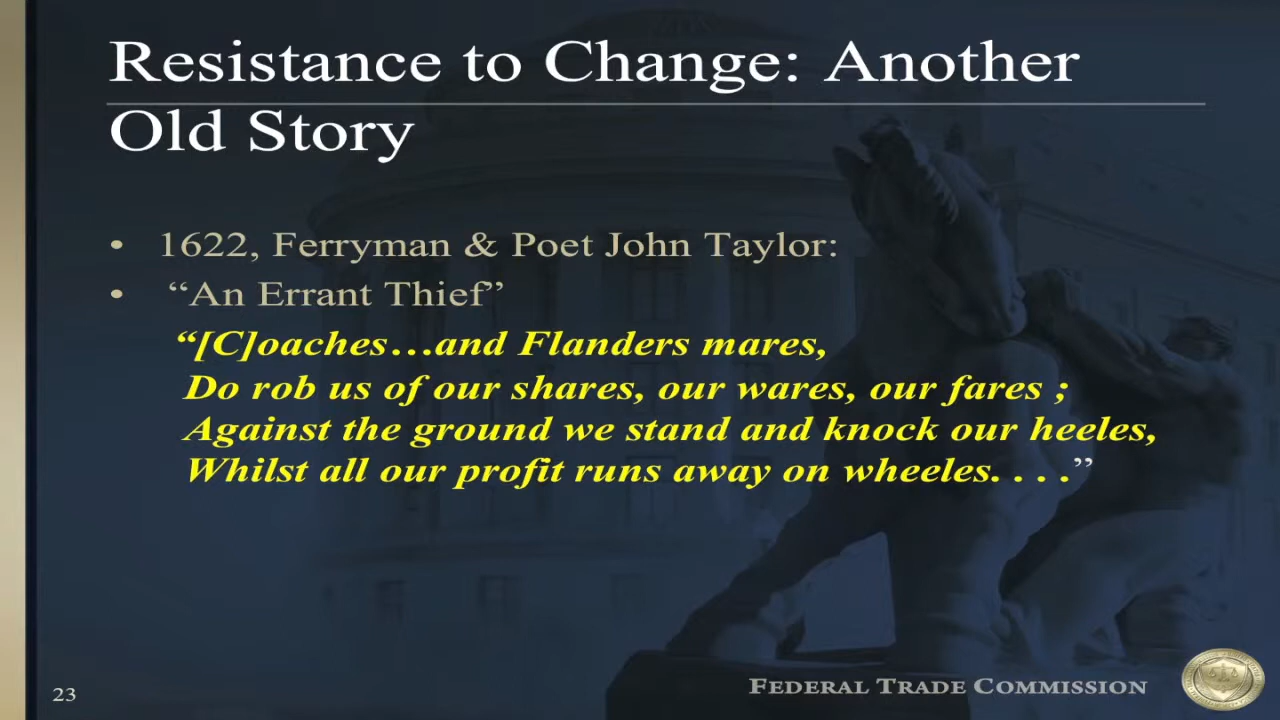 Resistance to Change: Another
Old Story
• 1622, Ferryman & Poet John Taylor:
• “An Errant Thief”
“[C]oaches…and Flanders mares,
Do rob us of our shares, our wares, our fares ;
Against the ground we stand and knock our heeles,
Whilst all our profit runs away on wheeles. . . .”
23
FEDERAL TRADE COMMISSION